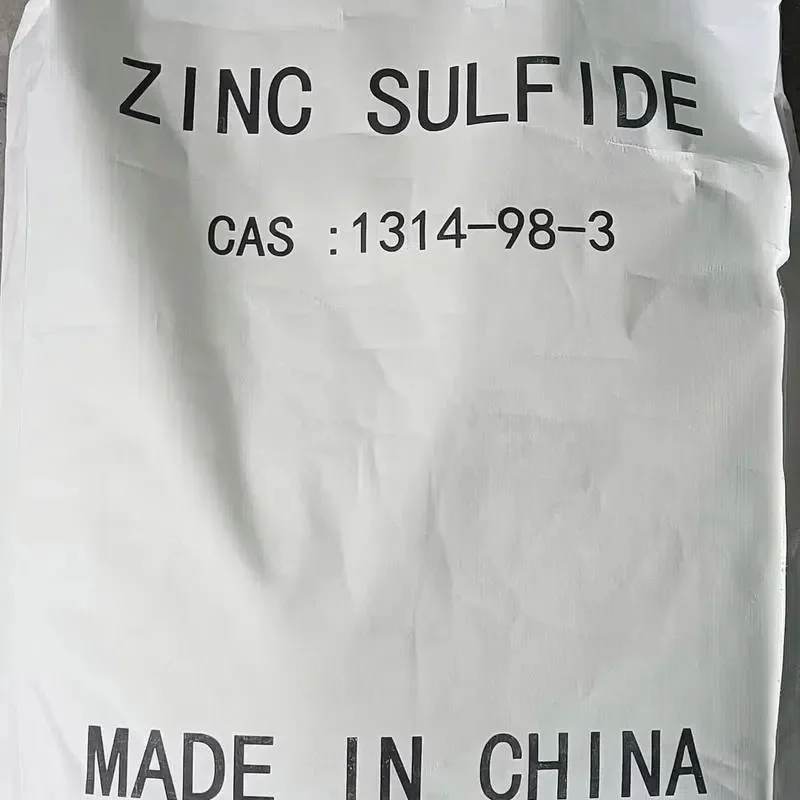 ZINC SULFIDE
CAS :1314-98-3
MADE IN CHINA